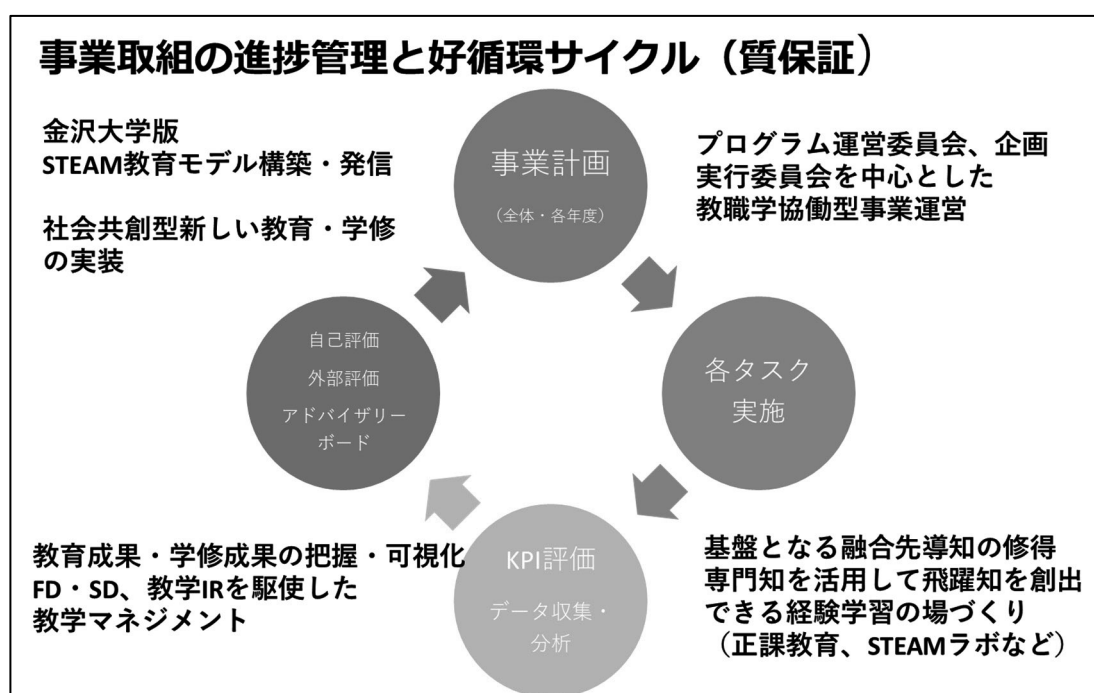 事業取組の進捗管理と好循環サイクル（質保証）
金沢大学版
STEAM教育モデル構築・発信
社会共創型新しい教育・学修
の実装
事業計画
（全体・各年度）
プログラム運営委員会、企画
実行委員会を中心とした
教職学協働型事業運営
自己評価
外部評価
アドバイザリー
ボード
各タスク
実施
教育成果・学修成果の把握・可視化
FD・SD、教学IRを駆使した
教学マネジメント
KPI評価
データ収集・
分析
基盤となる融合先導知の修得
専門知を活用して飛躍知を創出
できる経験学習の場づくり
（正課教育、STEAMラボなど）